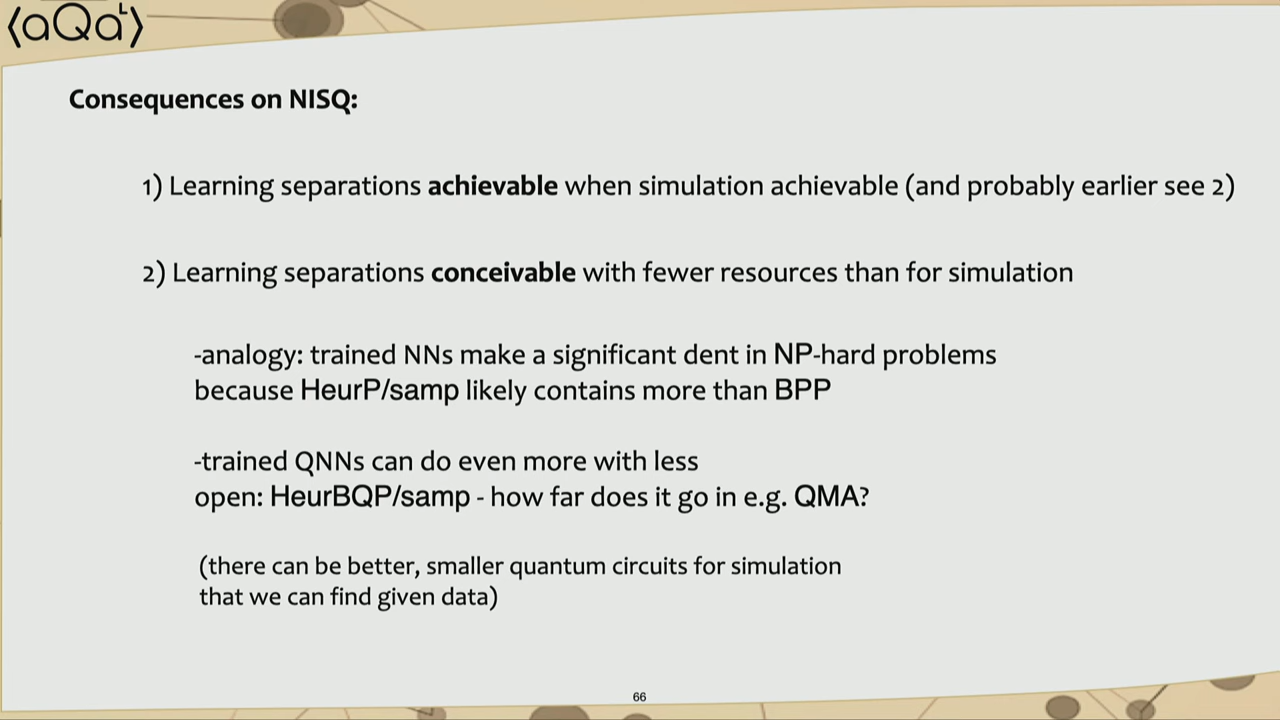 ⟨aQaᴸ⟩
Consequences on NISQ:
1) Learning separations achievable when simulation achievable (and probably earlier see 2)
2) Learning separations conceivable with fewer resources than for simulation
-analogy: trained NNs make a significant dent in NP-hard problems
because HeurP/samp likely contains more than BPP
-trained QNNs can do even more with less
open: HeurBQP/samp - how far does it go in e.g. QMA?
(there can be better, smaller quantum circuits for simulation
that we can find given data)
66